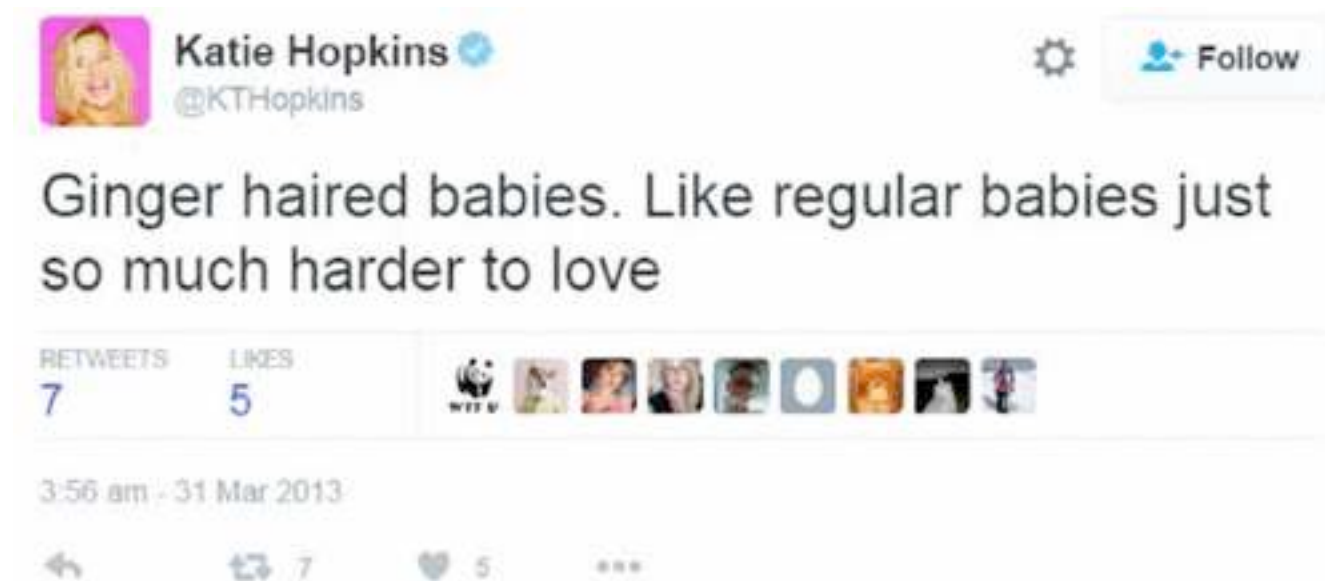 Katie Hopkins
Follow
@KTHopkins
Ginger haired babies. Like regular babies just
so much harder to love
RETWEETS LIKES
7 5
3:56 am - 31 Mar 2013
7 5